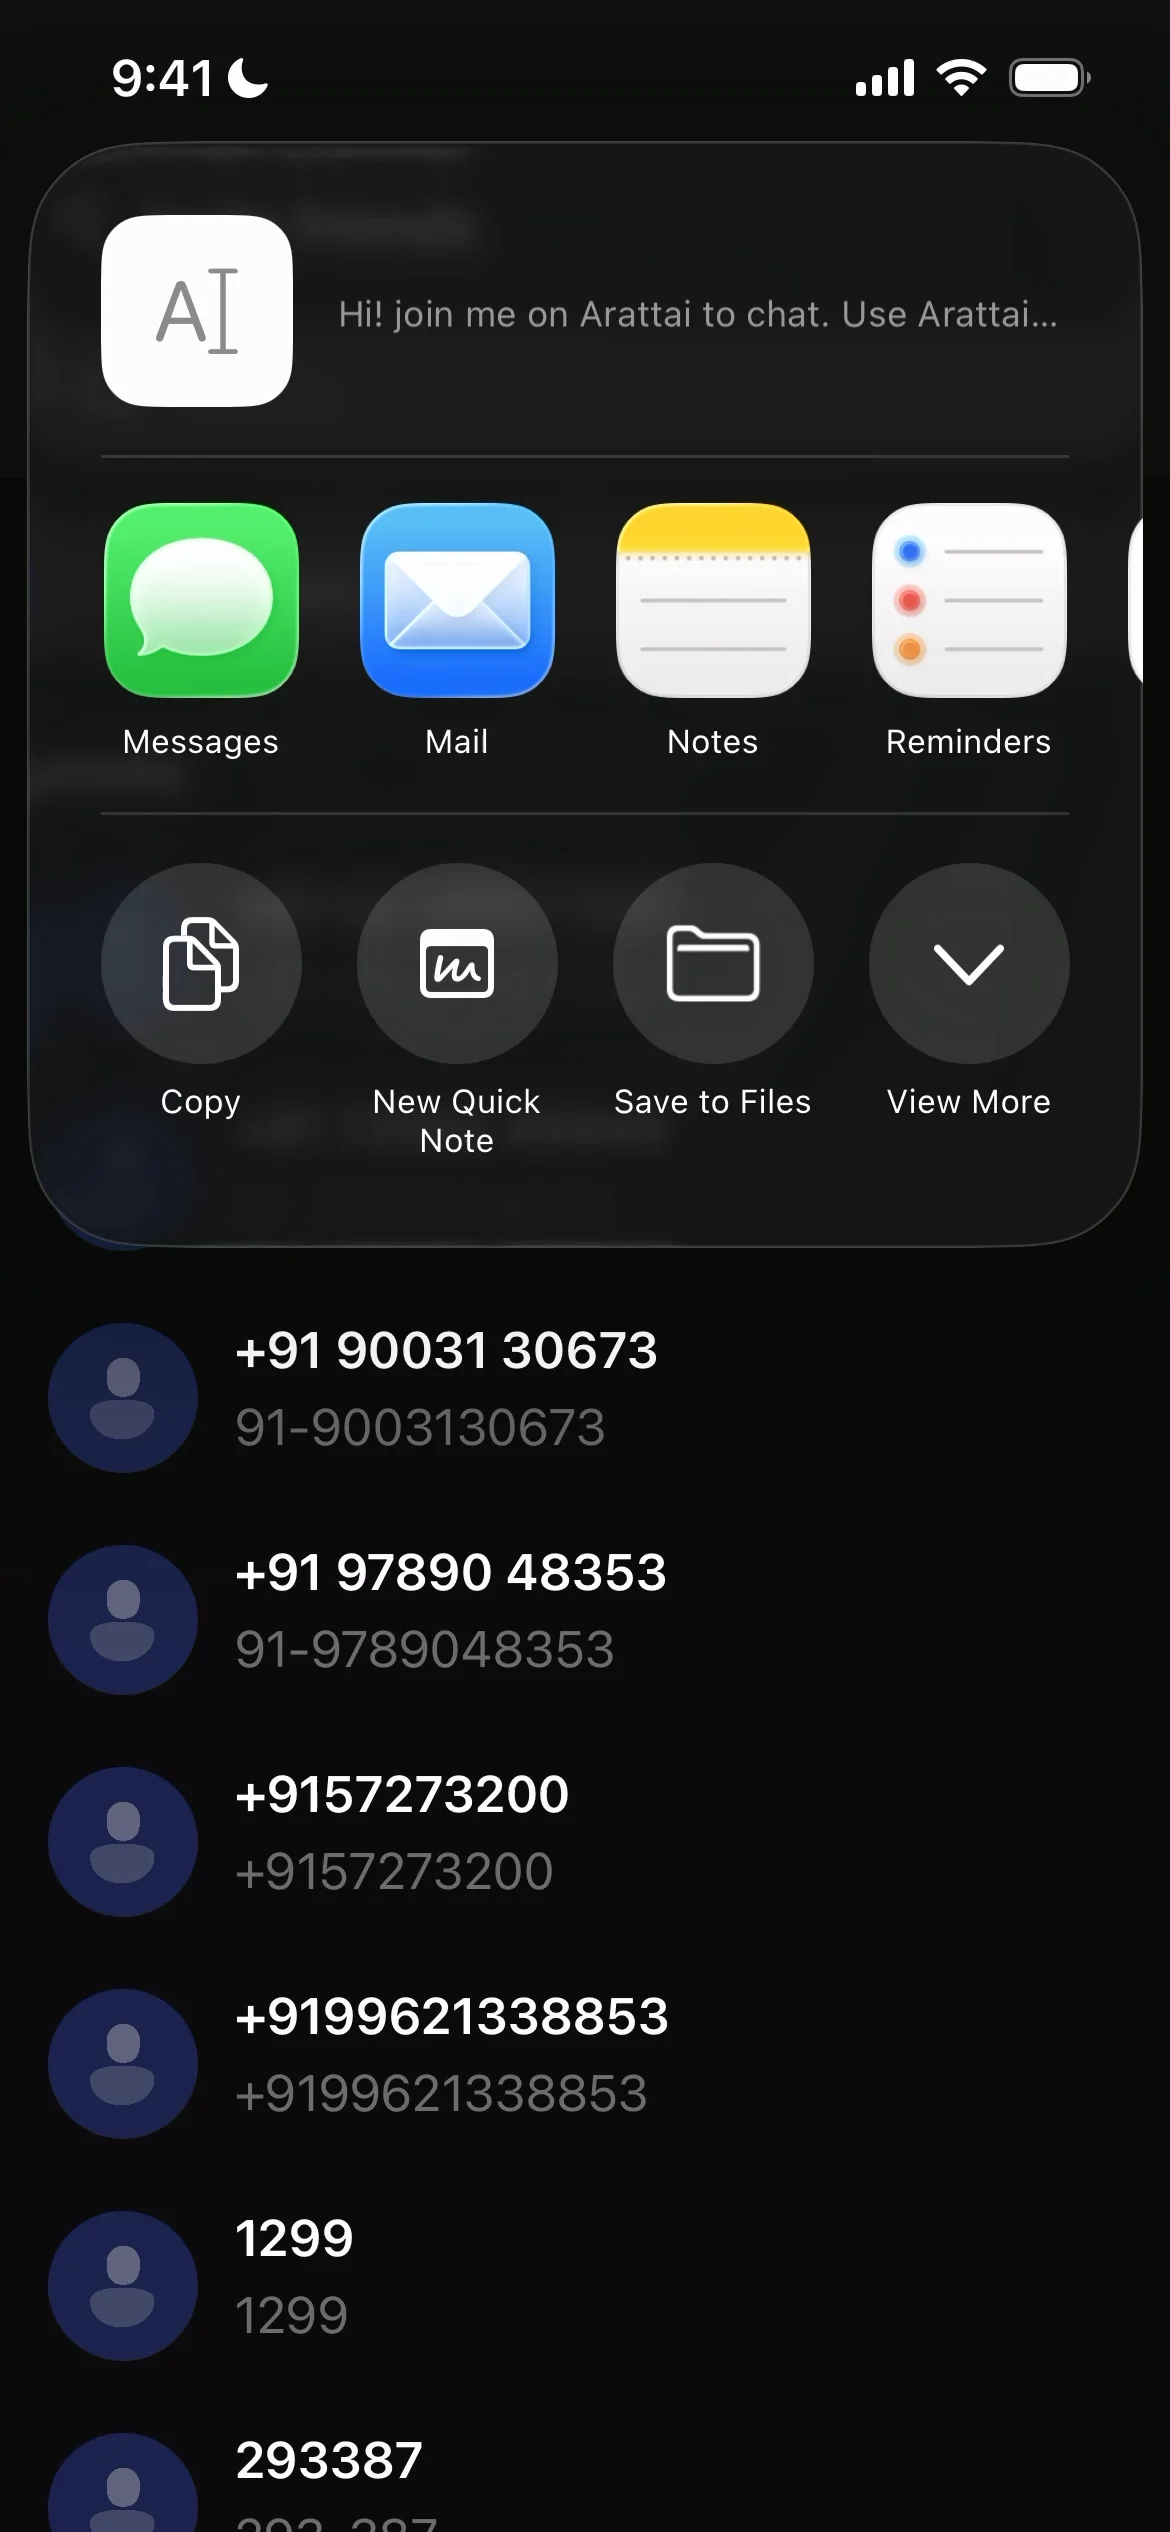 9:41
AI
Hi! join me on Arattai to chat. Use Arattai...
Messages
Mail
Notes
Reminders
Copy
New Quick
Note
Save to Files
View More
+91 90031 30673
91-9003130673
+91 97890 48353
91-9789048353
+9157273200
+9157273200
+9199621338853
+9199621338853
1299
1299
293387
293-387